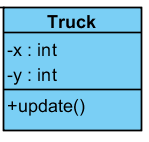 Truck
-x : int
-y : int
+update()